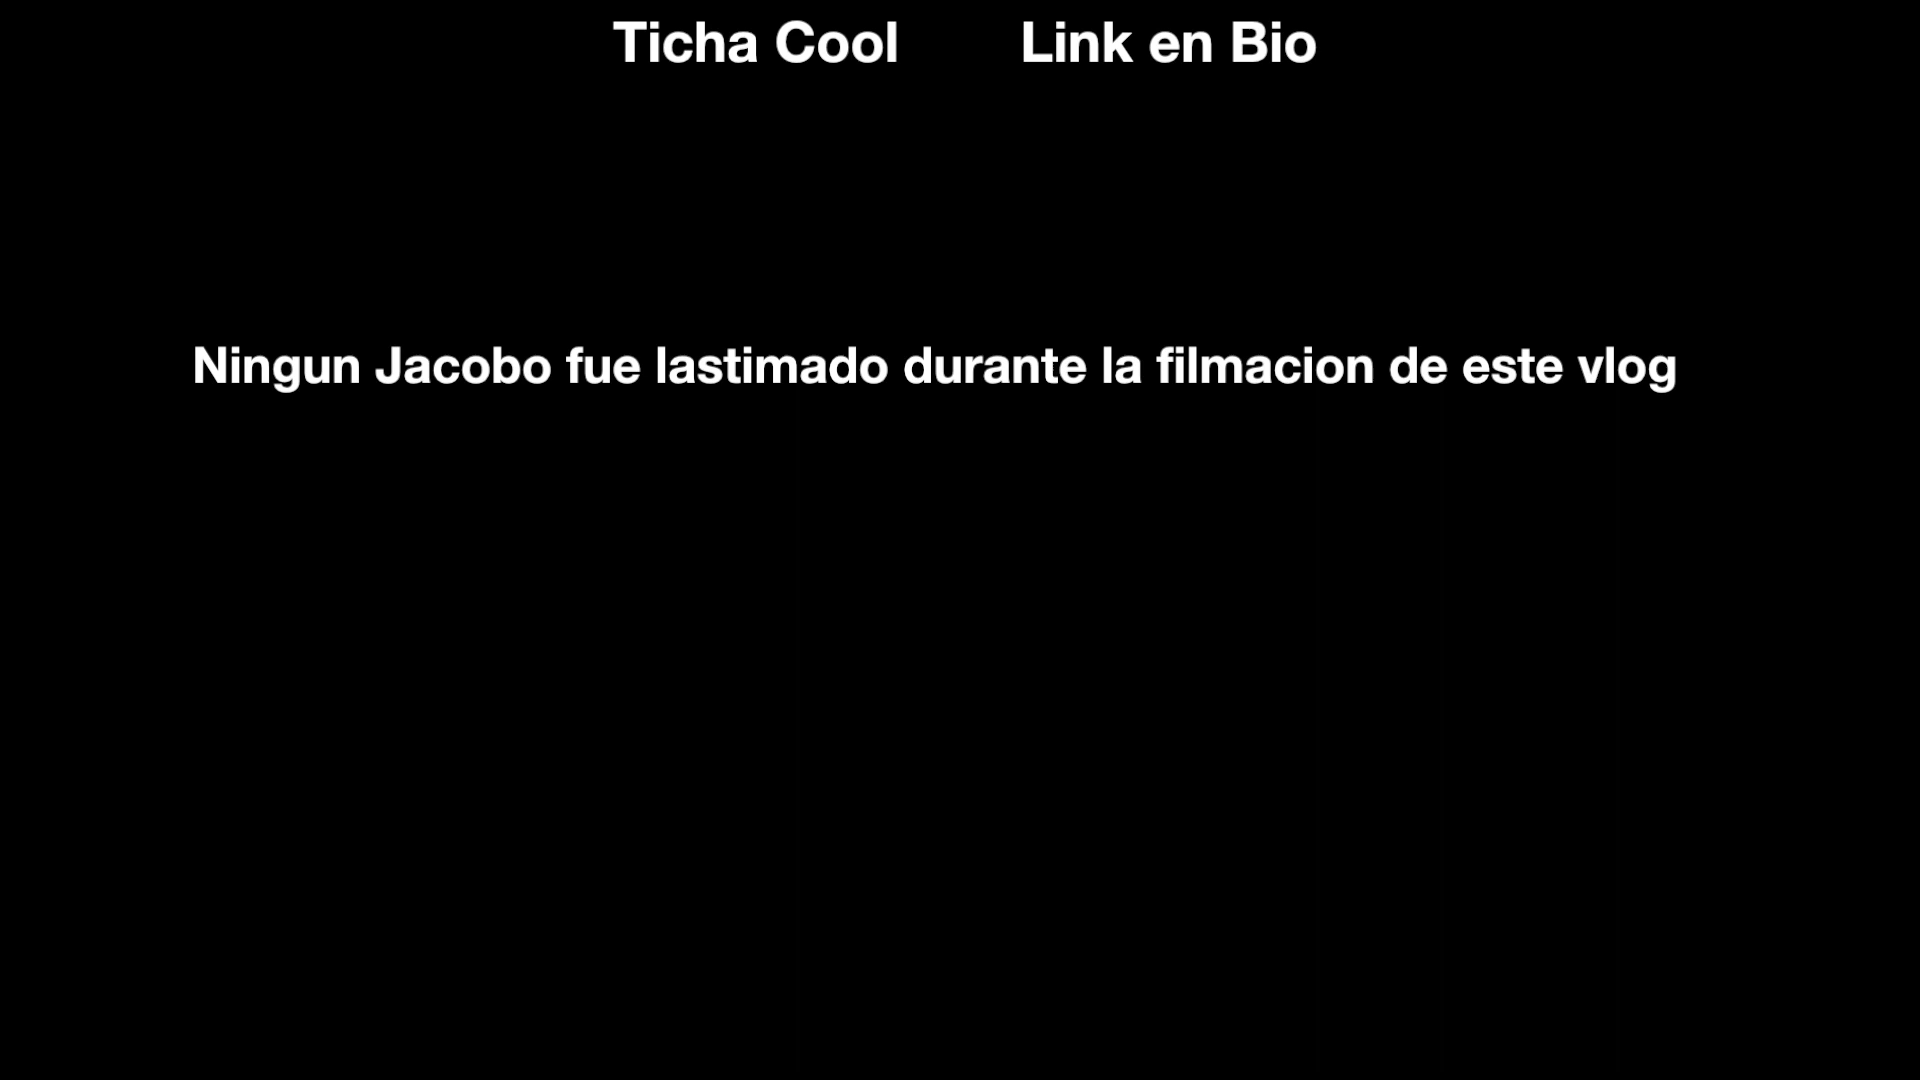 Ticha Cool Link en Bio
Ningun Jacobo fue lastimado durante la filmacion de este vlog